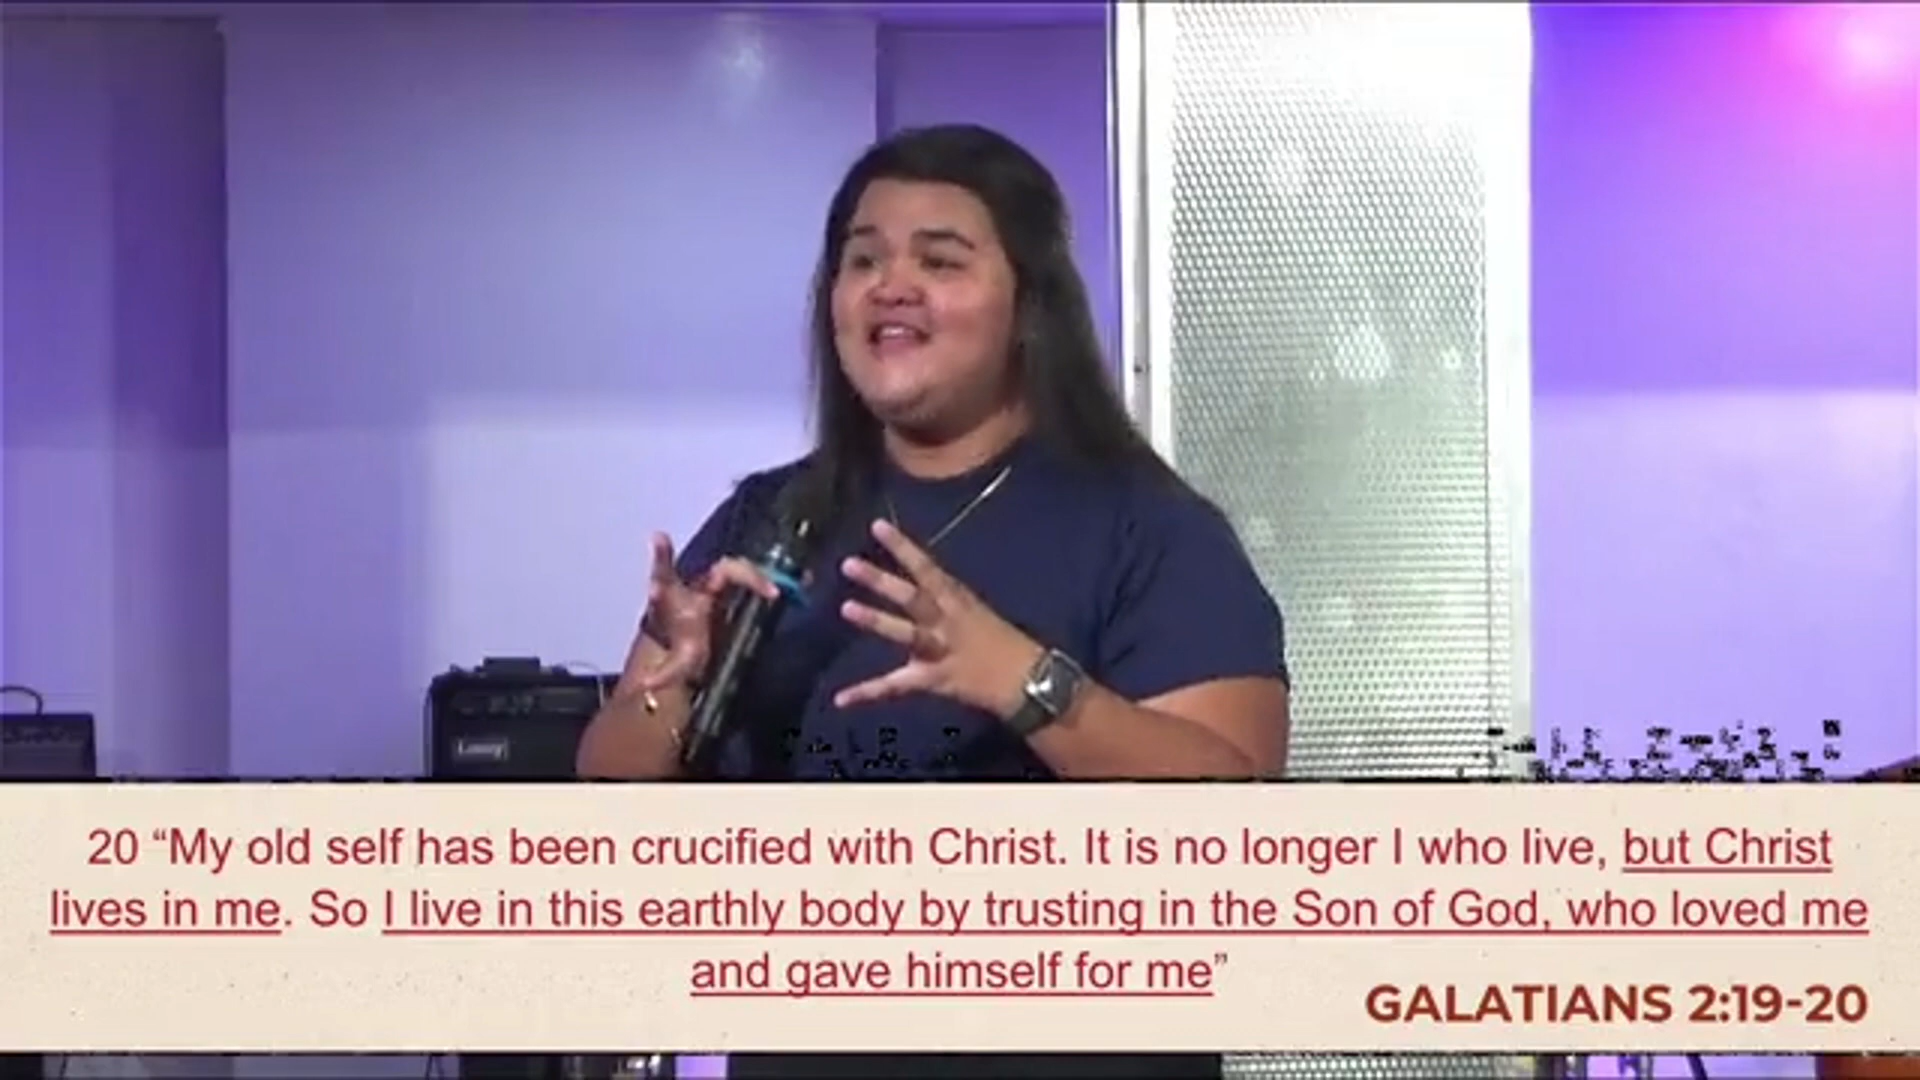 Laney
20 “My old self has been crucified with Christ. It is no longer I who live, but Christ
lives in me. So I live in this earthly body by trusting in the Son of God, who loved me
and gave himself for me”
GALATIANS 2:19-20